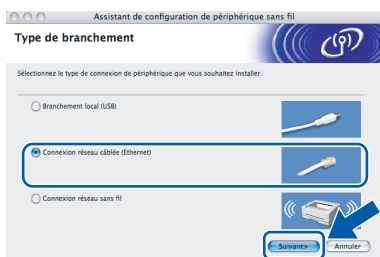 Assistant de configuration de périphérique sans fil
Type de branchement
Sélectionnez le type de connexion de périphérique que vous souhaitez installer.
Branchement local (USB)
Connexion réseau câblée (Ethernet)
Connexion réseau sans fil
Suivant> Annuler